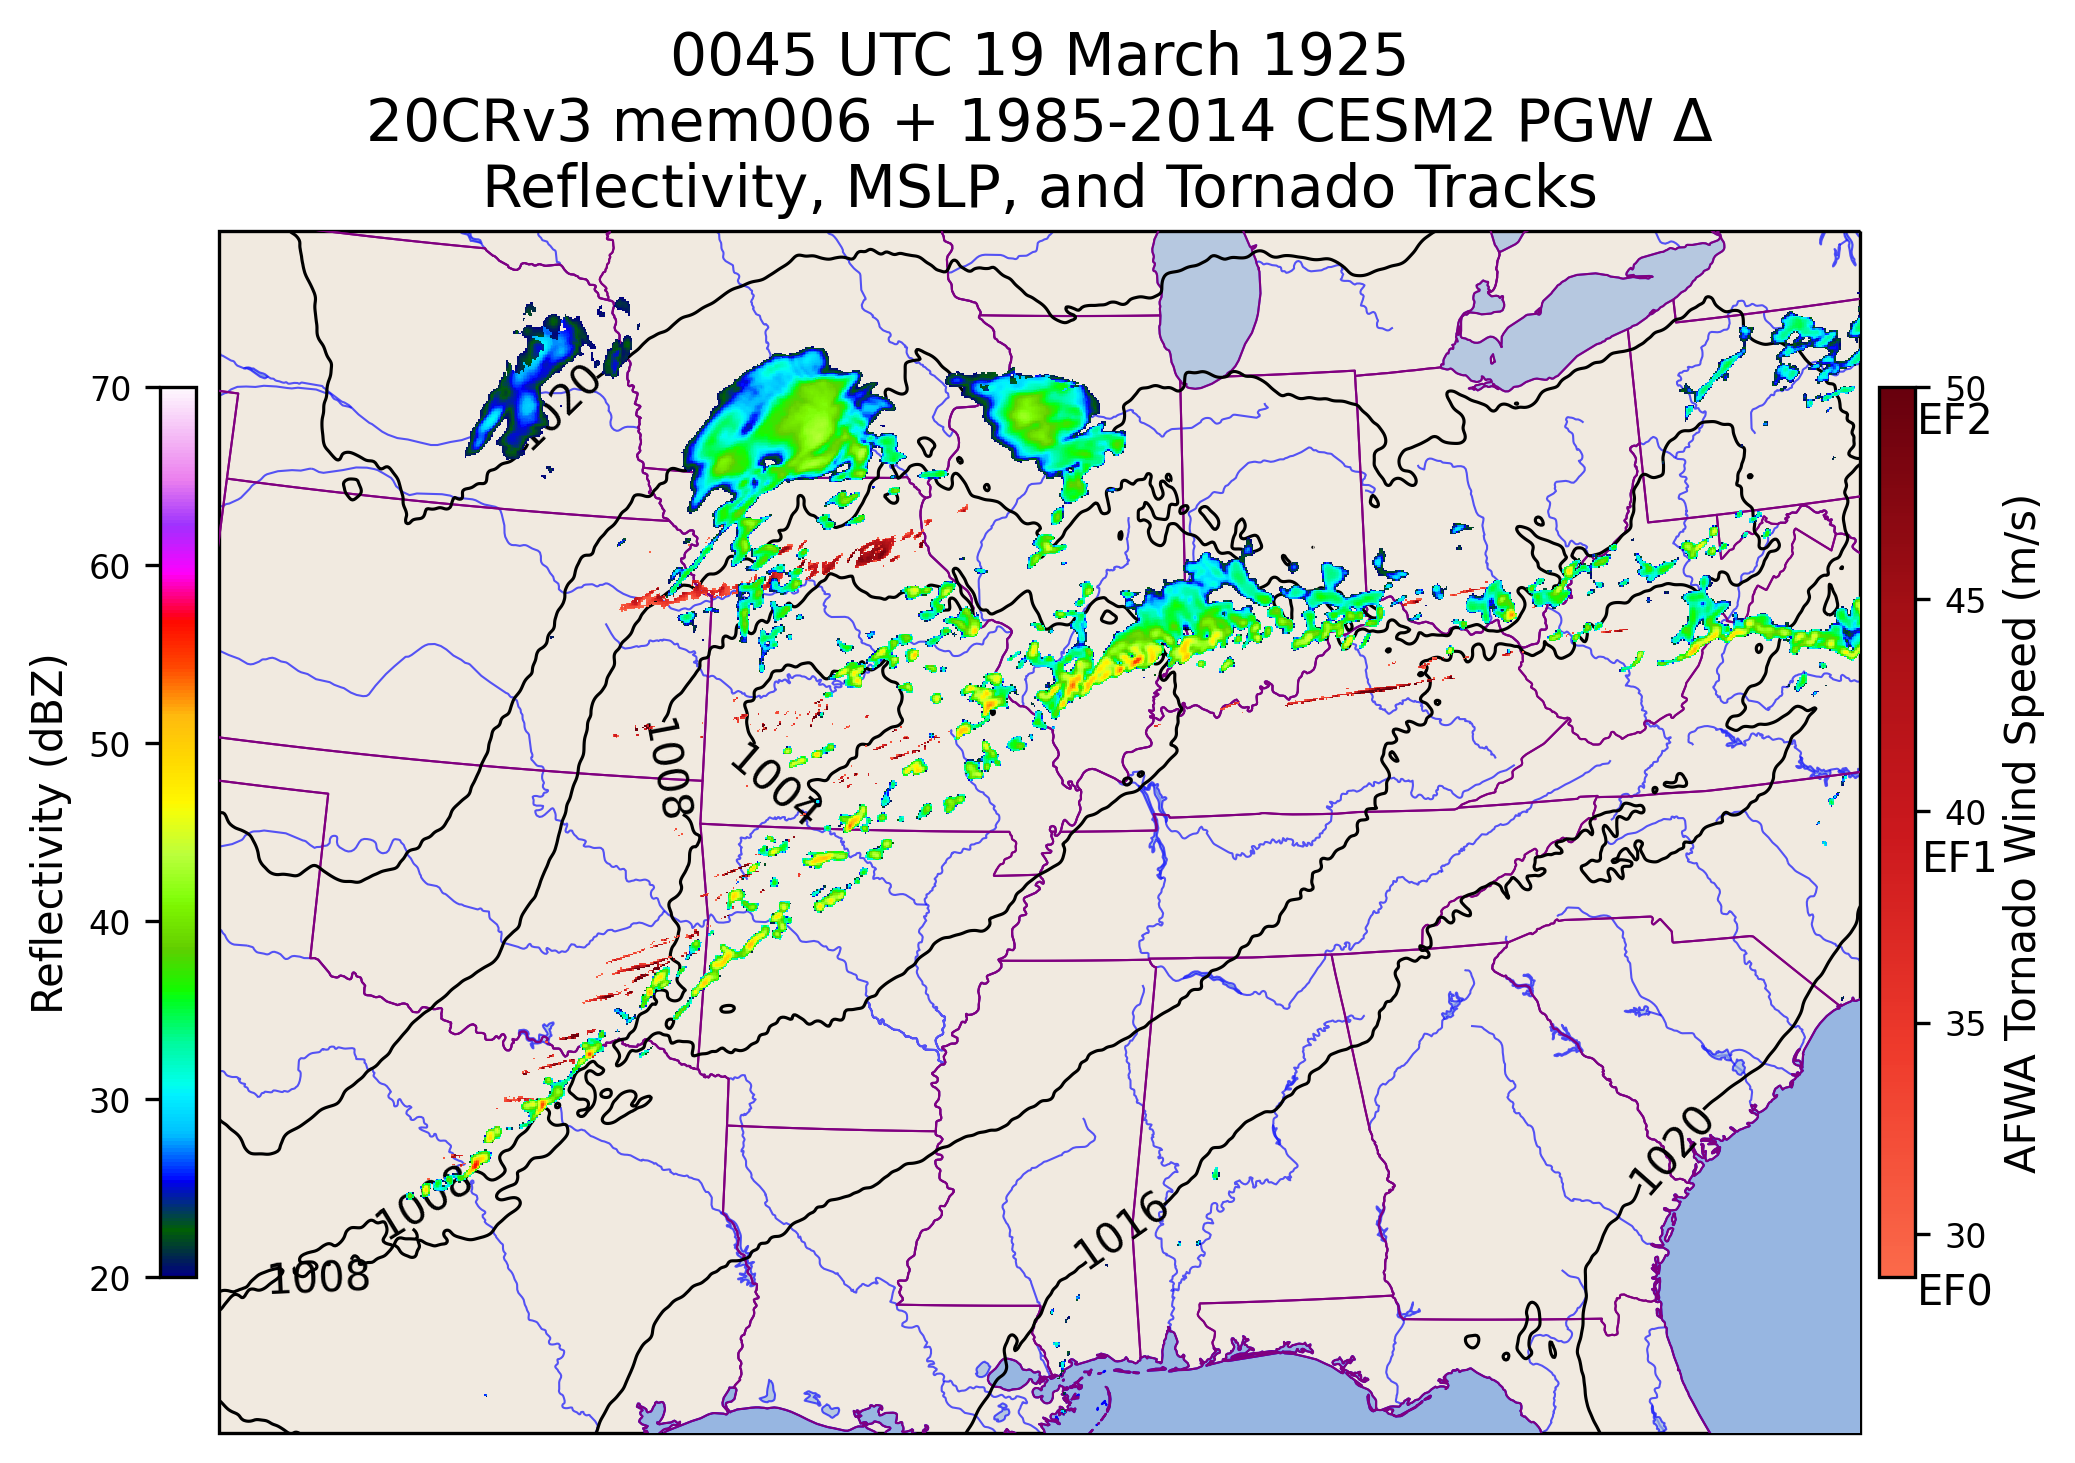 0045 UTC 19 March 1925
20CRv3 mem006 + 1985-2014 CESM2 PGW Δ
Reflectivity, MSLP, and Tornado Tracks
70
60
50
40
30
20
Reflectivity (dBZ)
1020
1008
1004
1008
1008
1016
1020
50
EF2
45
40
EF1
35
30
EF0
AFWA Tornado Wind Speed (m/s)